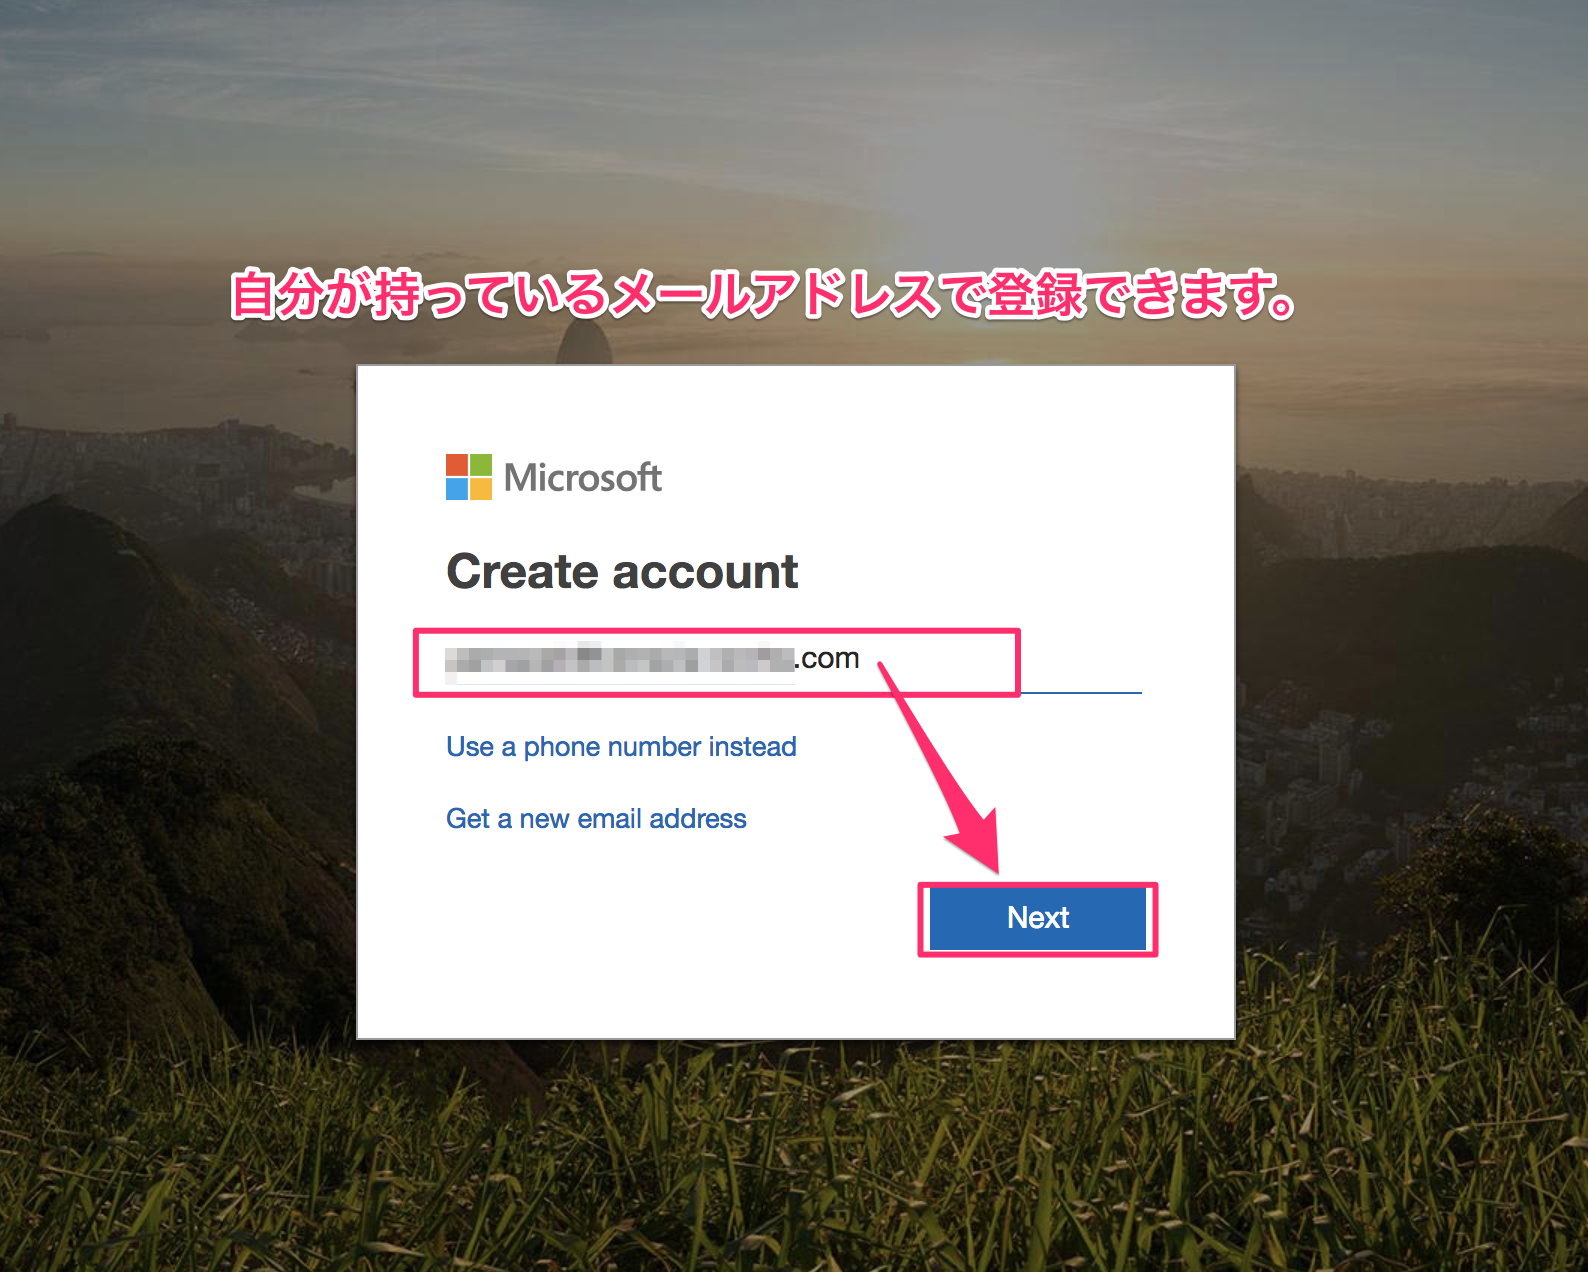 自分が持っているメールアドレスで登録できます。
Microsoft
Create account
.com
Use a phone number instead
Get a new email address
Next